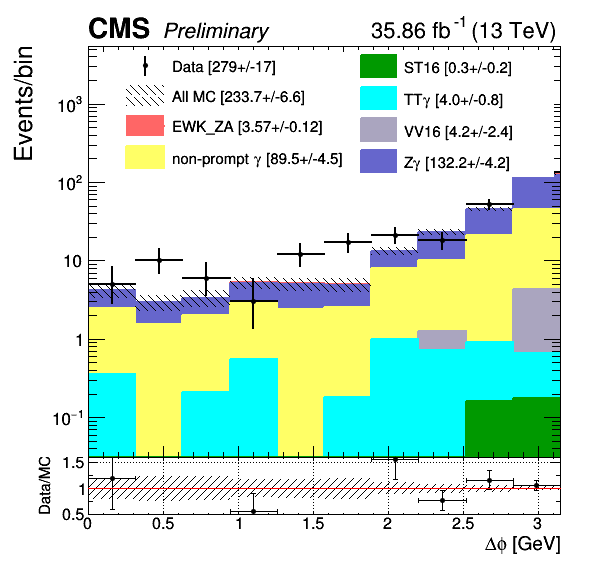 CMS Preliminary 35.86 fb⁻¹ (13 TeV)
Events/bin
Data [279+/-17]
All MC [233.7+/-6.6]
EWK_ZA [3.57+/-0.12]
non-prompt γ [89.5+/-4.5]
ST16 [0.3+/-0.2]
TTγ [4.0+/-0.8]
VV16 [4.2+/-2.4]
Zγ [132.2+/-4.2]
10³
10²
10
1
10⁻¹
Data/MC
1.5
1
0.5
0 0.5 1 1.5 2 2.5 3
Δϕ [GeV]